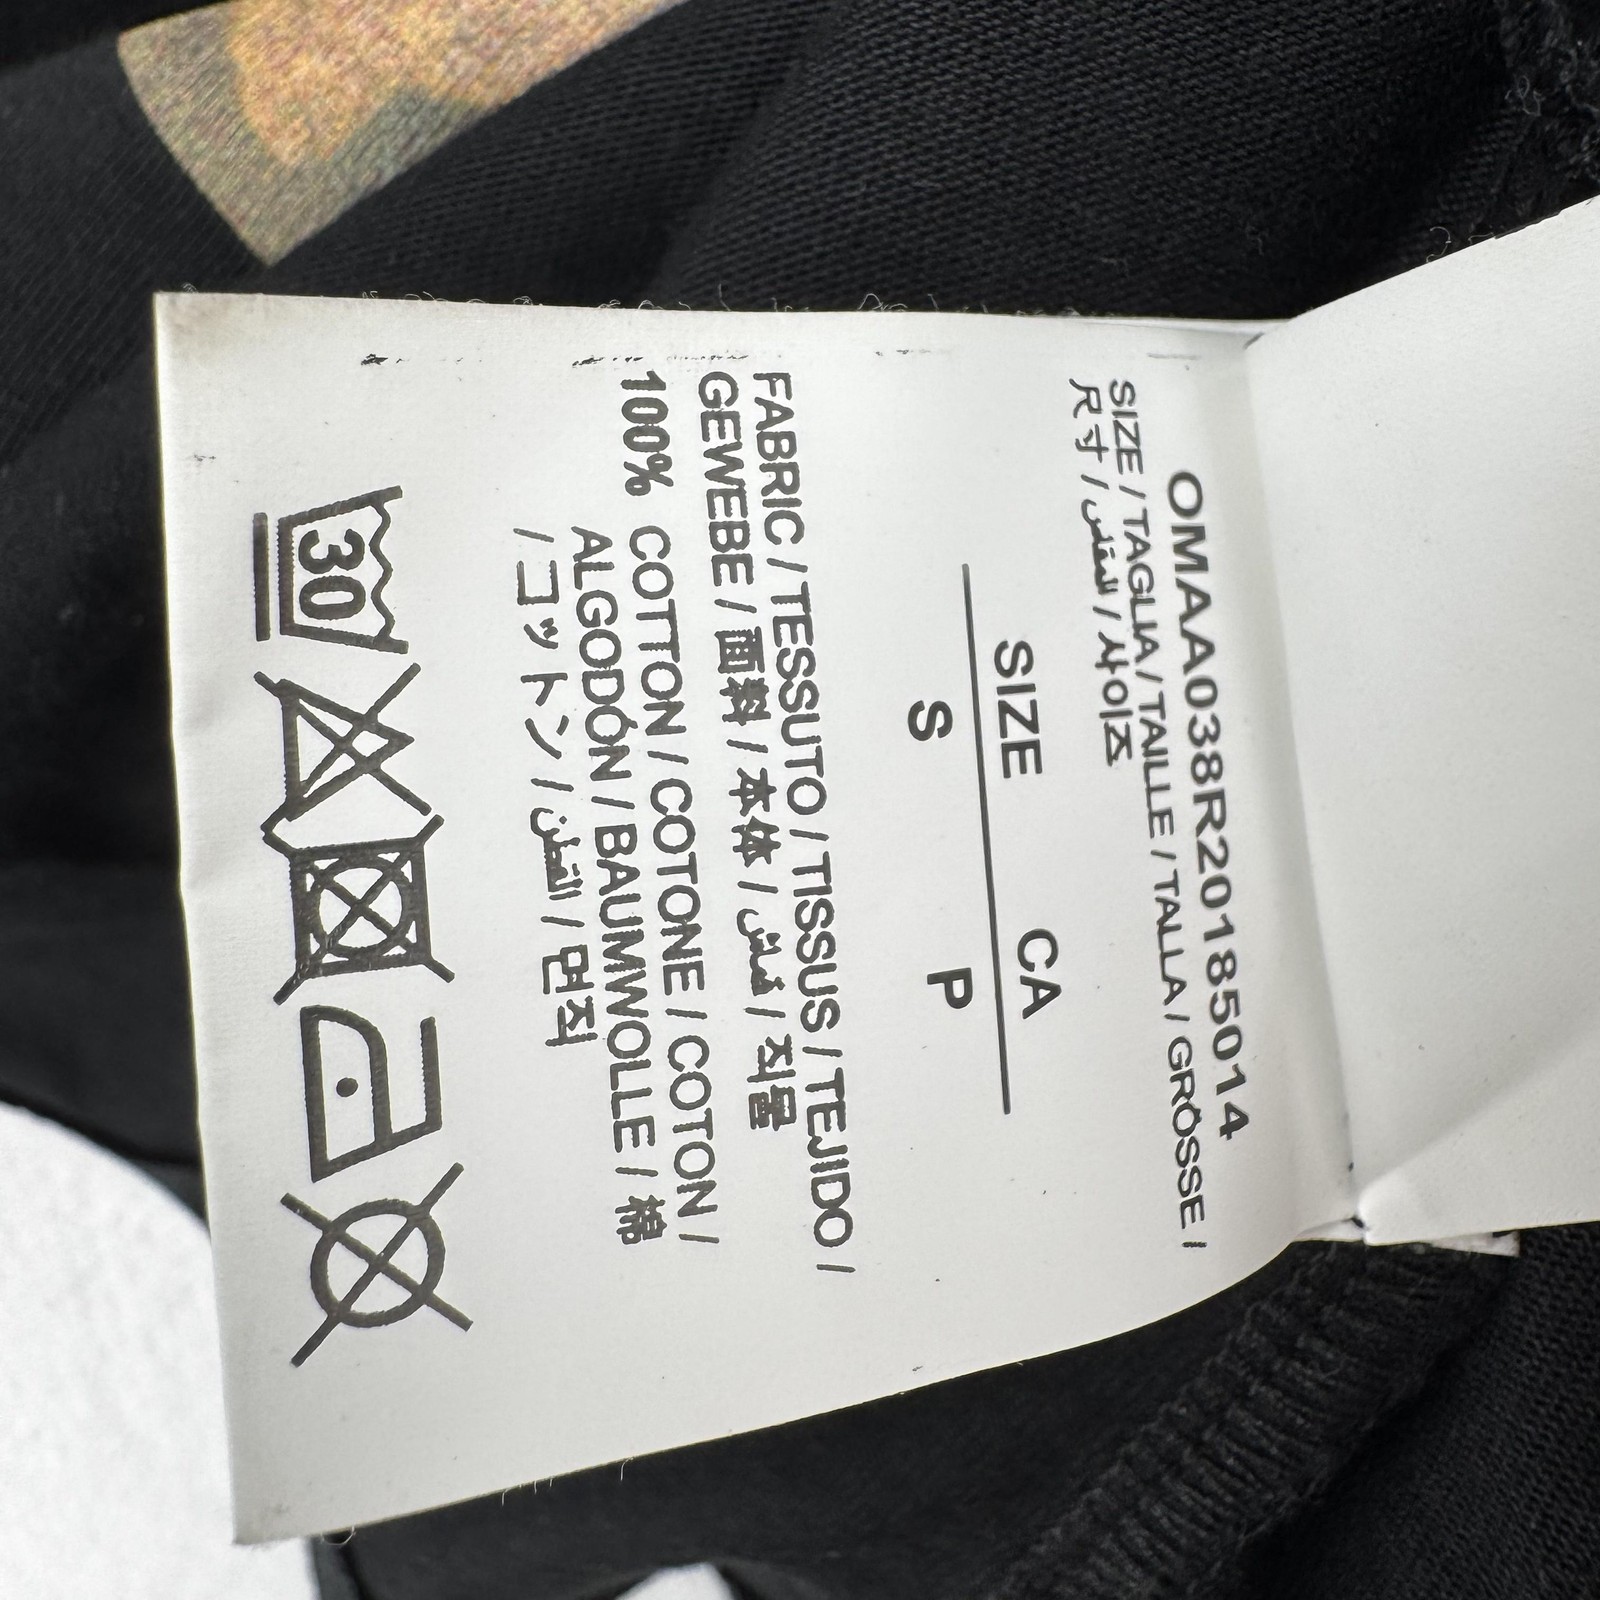 OMAA038R20185014
SIZE / TAGLIA / TAILLE / TALLA / GRÖSSE /
尺寸 / المقاس / 사이즈
SIZE CA
S P
FABRIC / TESSUTO / TISSUS / TEJIDO /
GEWEBE / 面料 / 本体 / قماش / 직물
100% COTTON / COTONE / COTON /
ALGODÓN / BAUMWOLLE / 棉
/ コットン / القطن / 면직
30